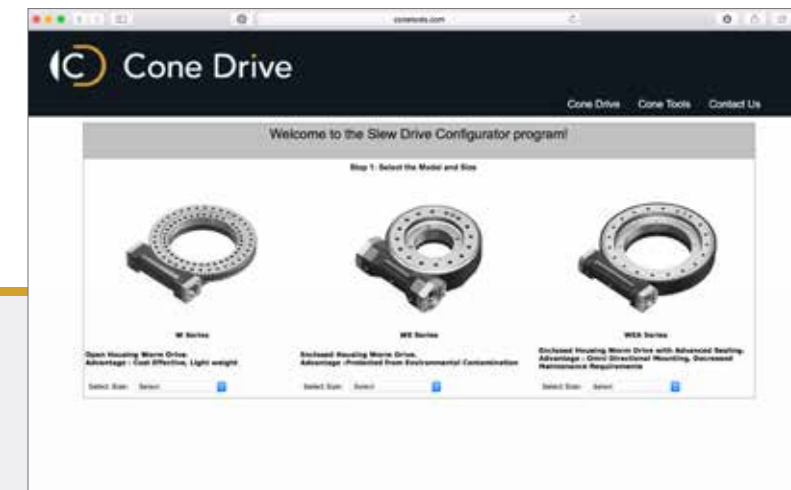 conetools.com
Cone Drive
Cone Drive Cone Tools Contact Us
Welcome to the Slew Drive Configurator program!
Step 1: Select the Model and Size
W Series
WE Series
WEA Series
Open Housing Worm Drive.
Advantage : Cost Effective, Light weight
Enclosed Housing Worm Drive.
Advantage :Protected from Environmental Contamination
Enclosed Housing Worm Drive with Advanced Sealing.
Advantage : Omni Directional Mounting, Decreased
Maintenance Requirements
Select Size: Select
Select Size: Select
Select Size: Select